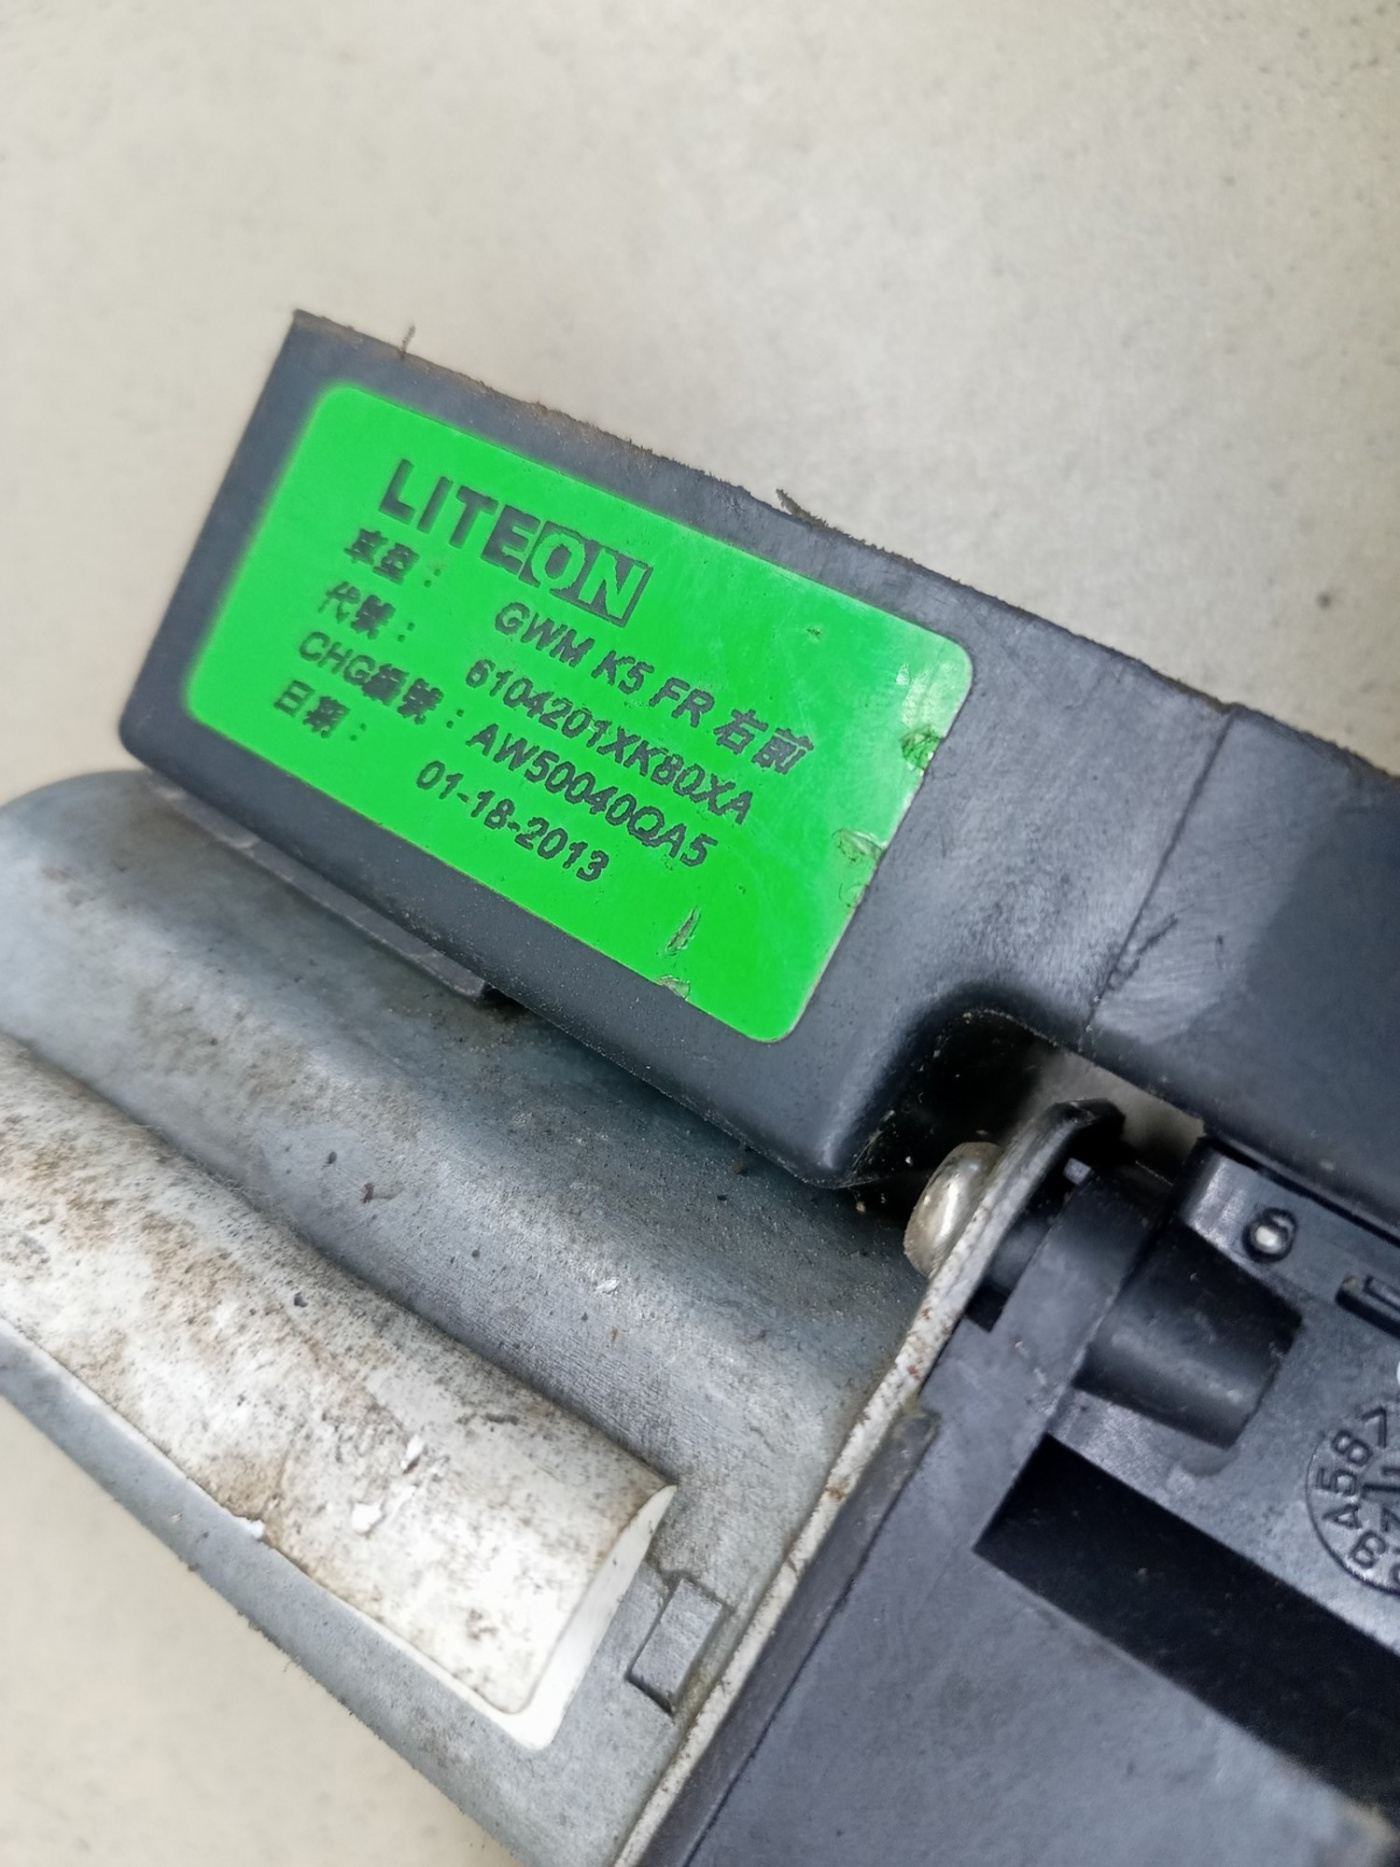 LITEON
車型： GWM K5 FR 右前
代號： 6104201XK80XA
CHG編號： AW50040QA5
日期： 01-18-2013
A58